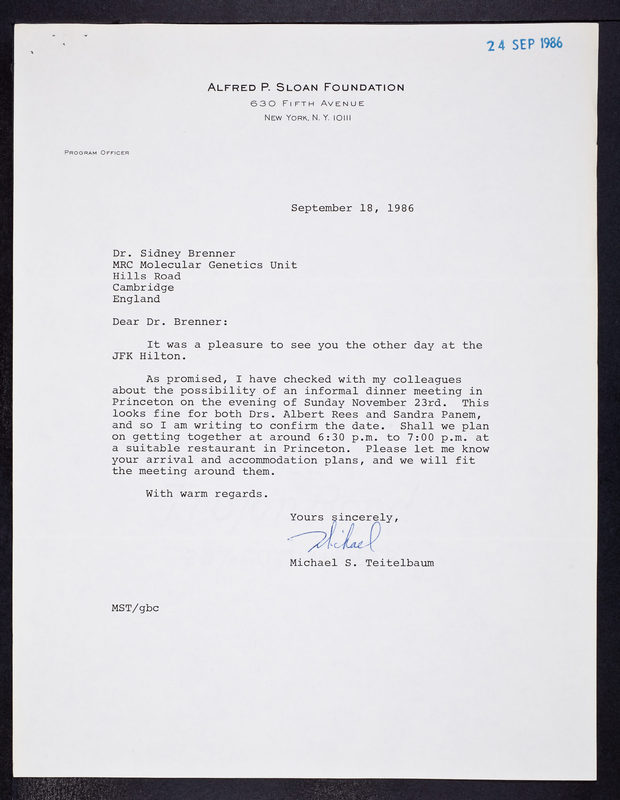 24 SEP 1986
ALFRED P. SLOAN FOUNDATION
630 FIFTH AVENUE
NEW YORK, N. Y. 10111
PROGRAM OFFICER
September 18, 1986
Dr. Sidney Brenner
MRC Molecular Genetics Unit
Hills Road
Cambridge
England
Dear Dr. Brenner:
It was a pleasure to see you the other day at the
JFK Hilton.
As promised, I have checked with my colleagues
about the possibility of an informal dinner meeting in
Princeton on the evening of Sunday November 23rd. This
looks fine for both Drs. Albert Rees and Sandra Panem,
and so I am writing to confirm the date. Shall we plan
on getting together at around 6:30 p.m. to 7:00 p.m. at
a suitable restaurant in Princeton. Please let me know
your arrival and accommodation plans, and we will fit
the meeting around them.
With warm regards.
Yours sincerely,
Michael
Michael S. Teitelbaum
MST/gbc